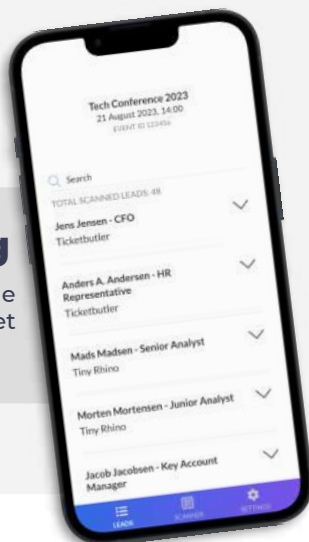 Tech Conference 2023
21 August 2023, 14:00
EVENT ID 123456
Search
TOTAL SCANNED LEADS: 48
Jens Jensen - CFO
Ticketbutler
g
e
et
Anders A. Andersen - HR
Representative
Ticketbutler
Mads Madsen - Senior Analyst
Tiny Rhino
Morten Mortensen - Junior Analyst
Tiny Rhino
Jacob Jacobsen - Key Account
Manager
LEADS
SCANNER
SETTINGS